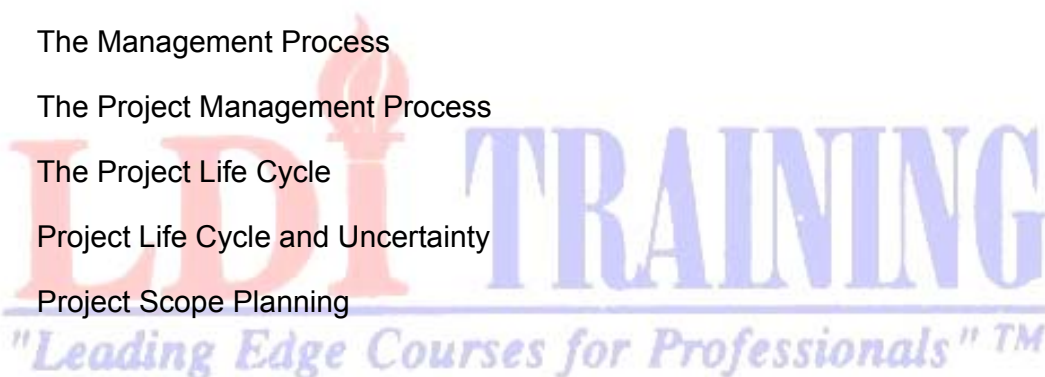 The Management Process
The Project Management Process
The Project Life Cycle
Project Life Cycle and Uncertainty
Project Scope Planning
LDI TRAINING
"Leading Edge Courses for Professionals" TM